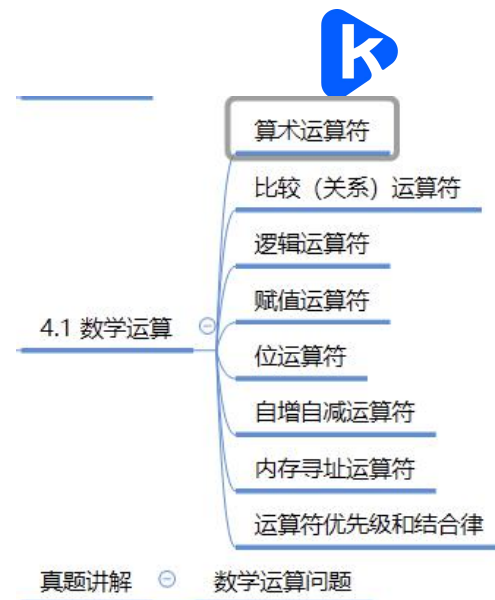 k
算术运算符
比较（关系）运算符
逻辑运算符
赋值运算符
4.1 数学运算
位运算符
自增自减运算符
内存寻址运算符
运算符优先级和结合律
真题讲解 数学运算问题